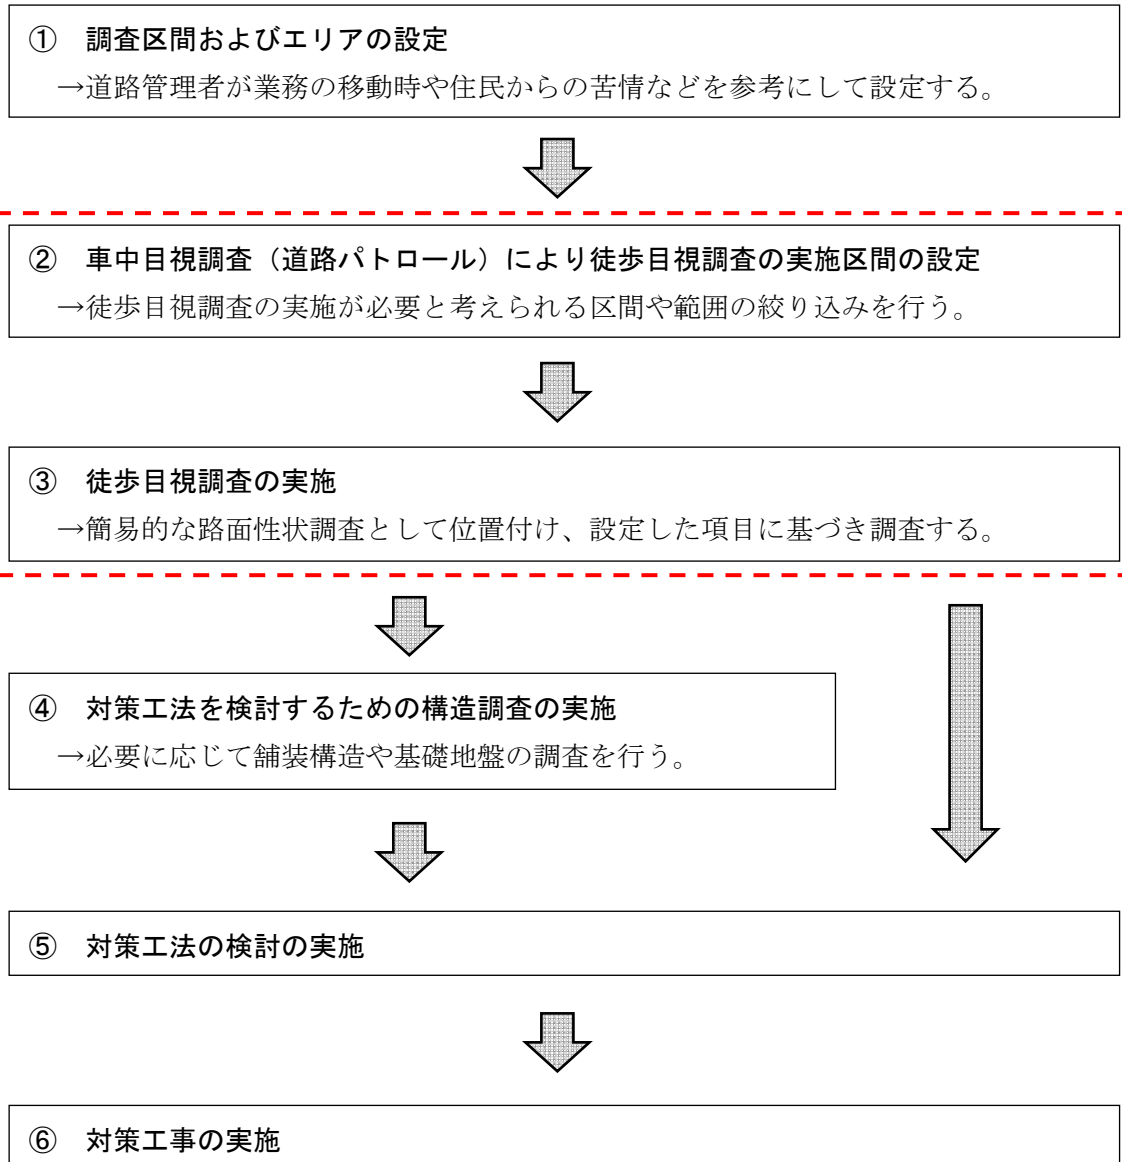 ① 調査区間およびエリアの設定
→道路管理者が業務の移動時や住民からの苦情などを参考にして設定する。
② 車中目視調査（道路パトロール）により徒歩目視調査の実施区間の設定
→徒歩目視調査の実施が必要と考えられる区間や範囲の絞り込みを行う。
③ 徒歩目視調査の実施
→簡易的な路面性状調査として位置付け、設定した項目に基づき調査する。
④ 対策工法を検討するための構造調査の実施
→必要に応じて舗装構造や基礎地盤の調査を行う。
⑤ 対策工法の検討の実施
⑥ 対策工事の実施